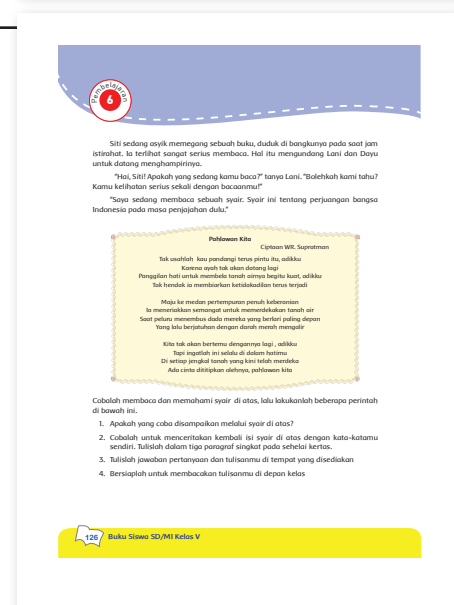 Pembelajaran
6
Siti sedang asyik memegang sebuah buku, duduk di bangkunya pada saat jam
istirahat. Ia terlihat sangat serius membaca. Hal itu mengundang Lani dan Dayu
untuk datang menghampirinya.
"Hai, Siti! Apakah yang sedang kamu baca?" tanya Lani. "Bolehkah kami tahu?
Kamu kelihatan serius sekali dengan bacaanmu!"
"Saya sedang membaca sebuah syair. Syair ini tentang perjuangan bangsa
Indonesia pada masa penjajahan dulu."
Pahlawan Kita
Ciptaan WR. Supratman
Tak usahlah kau pandangi terus pintu itu, adikku
Karena ayah tak akan datang lagi
Panggilan hati untuk membela tanah airnya begitu kuat, adikku
Tak hendak ia membiarkan ketidakadilan terus terjadi
Maju ke medan pertempuran penuh keberanian
Ia meneriakkan semangat untuk memerdekakan tanah air
Saat peluru menembus dada mereka yang berlari paling depan
Yang lalu berjatuhan dengan darah merah mengalir
Kita tak akan bertemu dengannya lagi , adikku
Tapi ingatlah ini selalu di dalam hatimu
Di setiap jengkal tanah yang kini telah merdeka
Ada cinta dititipkan olehnya, pahlawan kita
Cobalah membaca dan memahami syair di atas, lalu lakukanlah beberapa perintah
di bawah ini.
1. Apakah yang coba disampaikan melalui syair di atas?
2. Cobalah untuk menceritakan kembali isi syair di atas dengan kata-katamu
sendiri. Tulislah dalam tiga paragraf singkat pada sehelai kertas.
3. Tulislah jawaban pertanyaan dan tulisanmu di tempat yang disediakan
4. Bersiaplah untuk membacakan tulisanmu di depan kelas
126 Buku Siswa SD/MI Kelas V